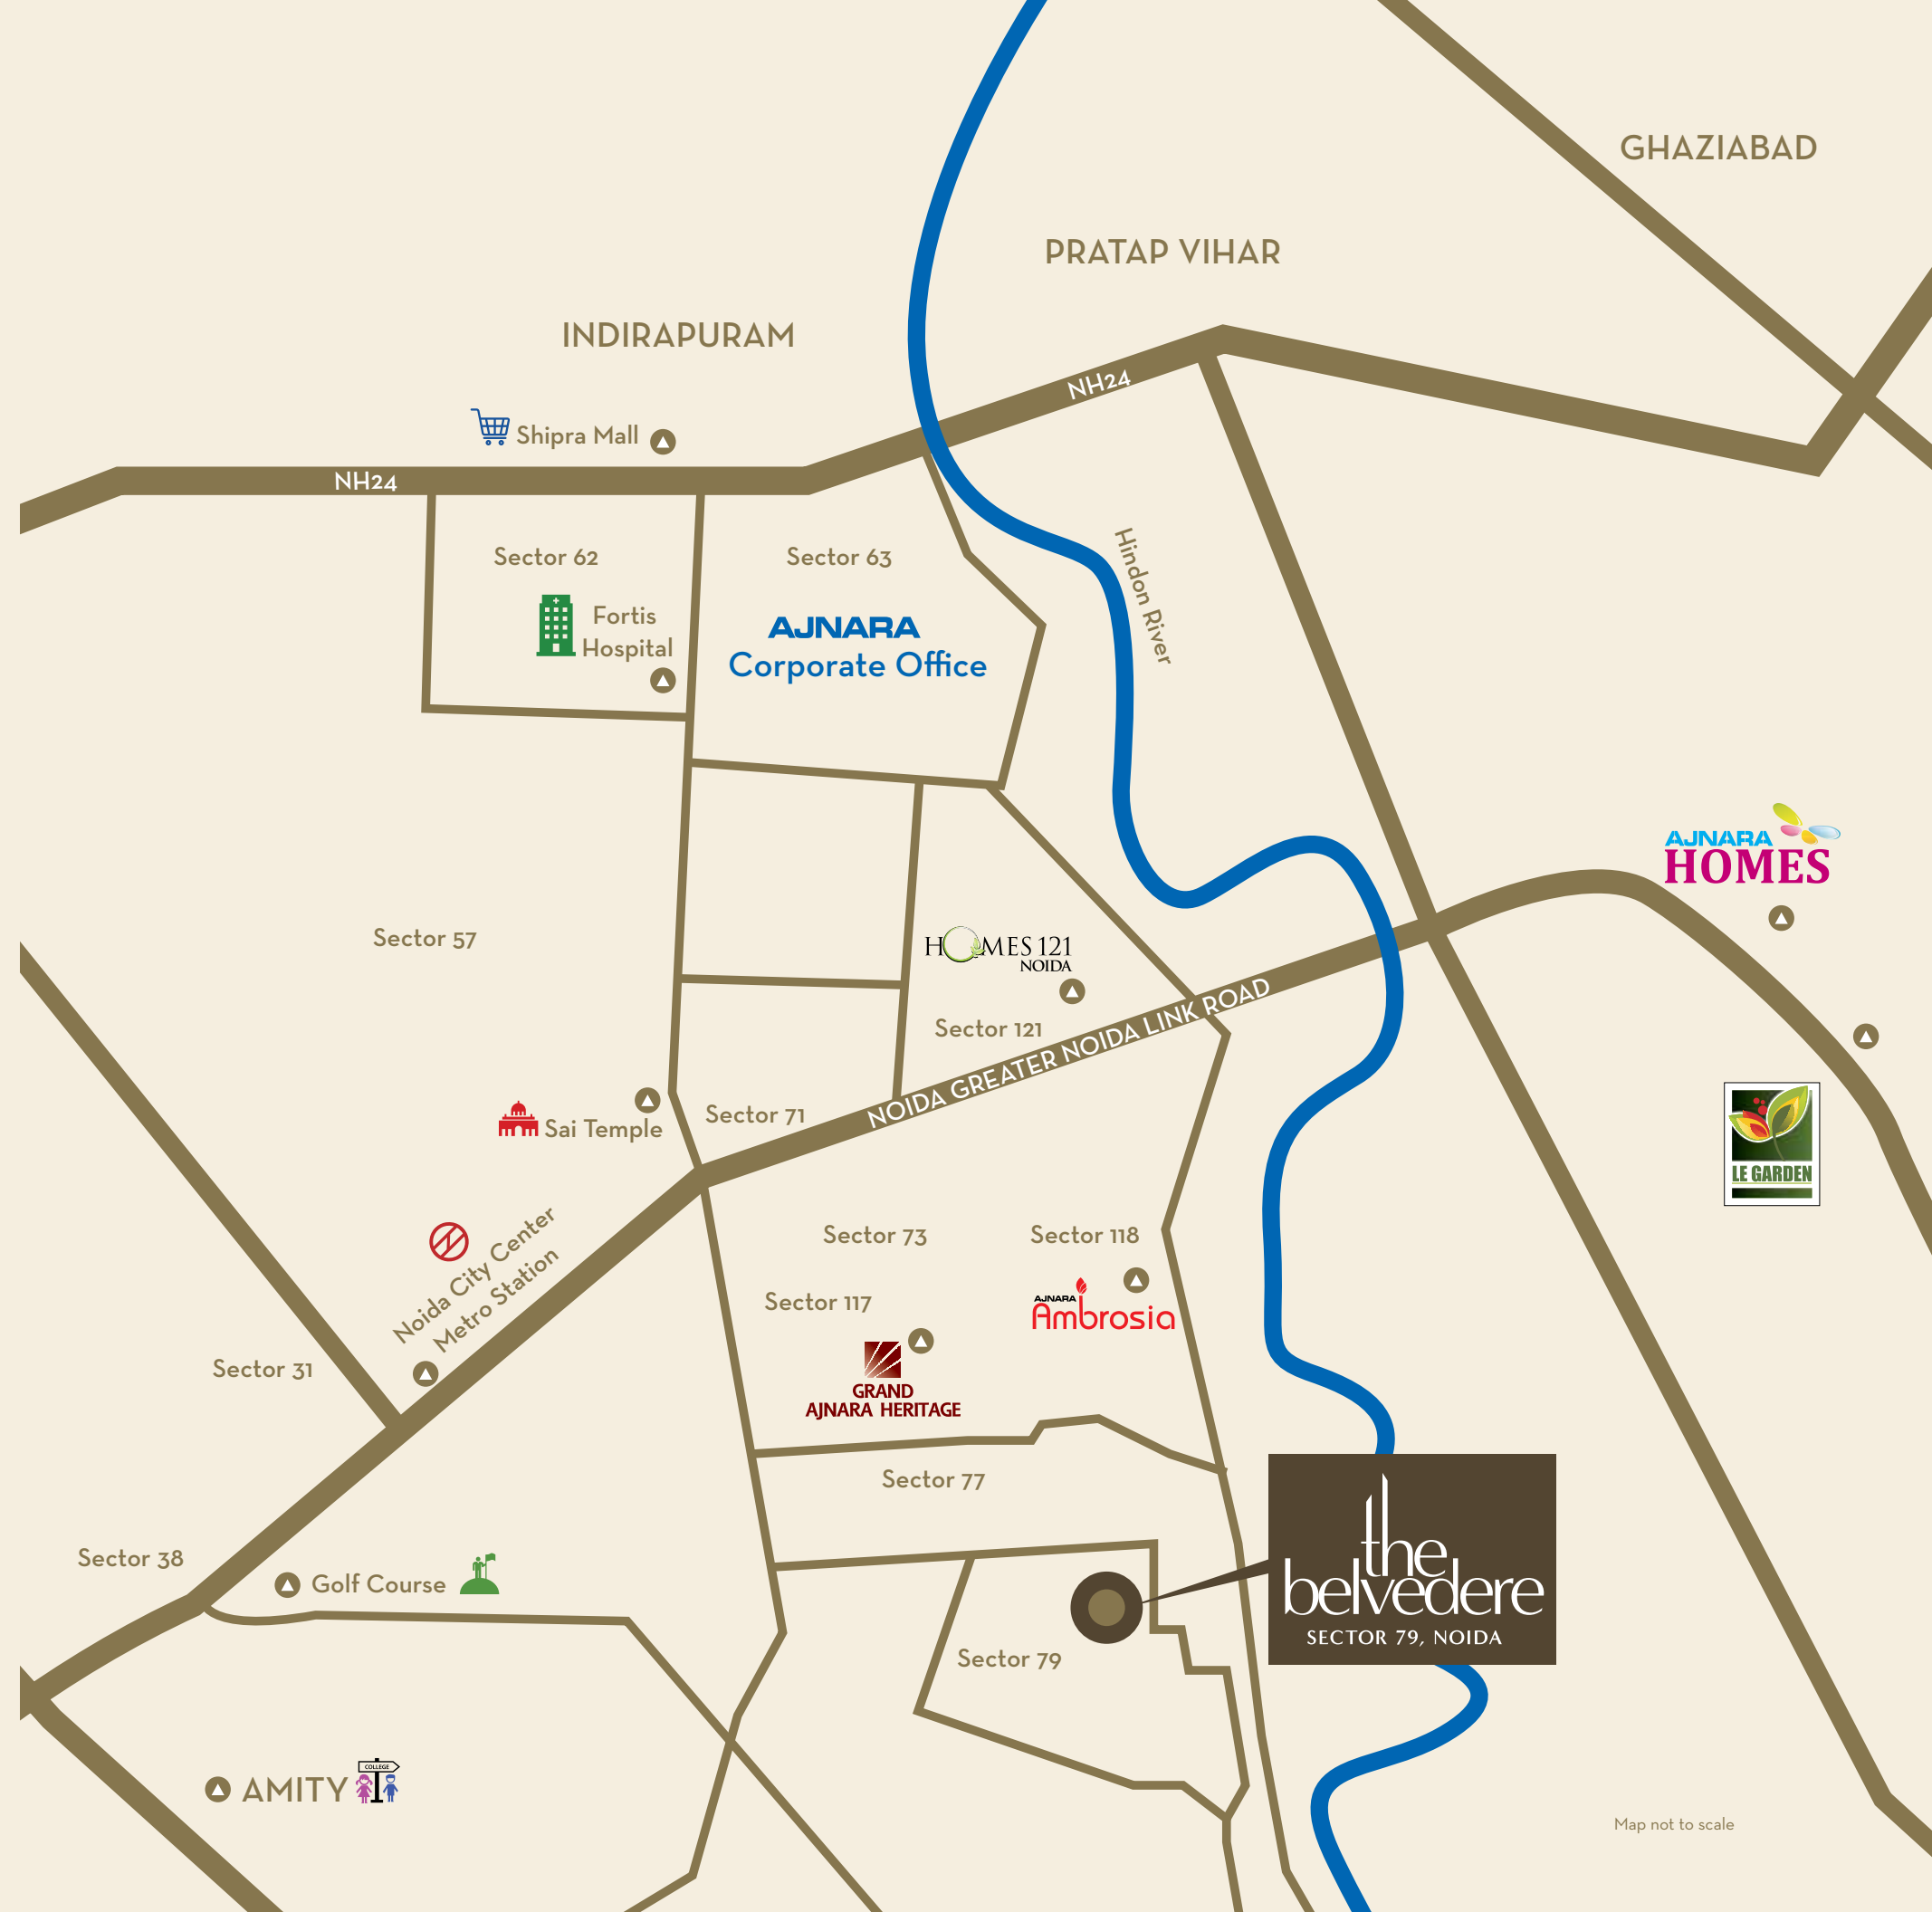 GHAZIABAD
PRATAP VIHAR
INDIRAPURAM
NH24
Shipra Mall
NH24
Sector 62
Sector 63
Hindon River
Fortis
Hospital
AJNARA
Corporate Office
AJNARA
HOMES
Sector 57
HOMES 121
NOIDA
Sector 121
NOIDA GREATER NOIDA LINK ROAD
Sector 71
Sai Temple
LE GARDEN
Noida City Center
Metro Station
Sector 73
Sector 118
Sector 117
AJNARA
Ambrosia
Sector 31
GRAND
AJNARA HERITAGE
Sector 77
Sector 38
Golf Course
the
belvedere
SECTOR 79, NOIDA
Sector 79
COLLEGE
AMITY
Map not to scale